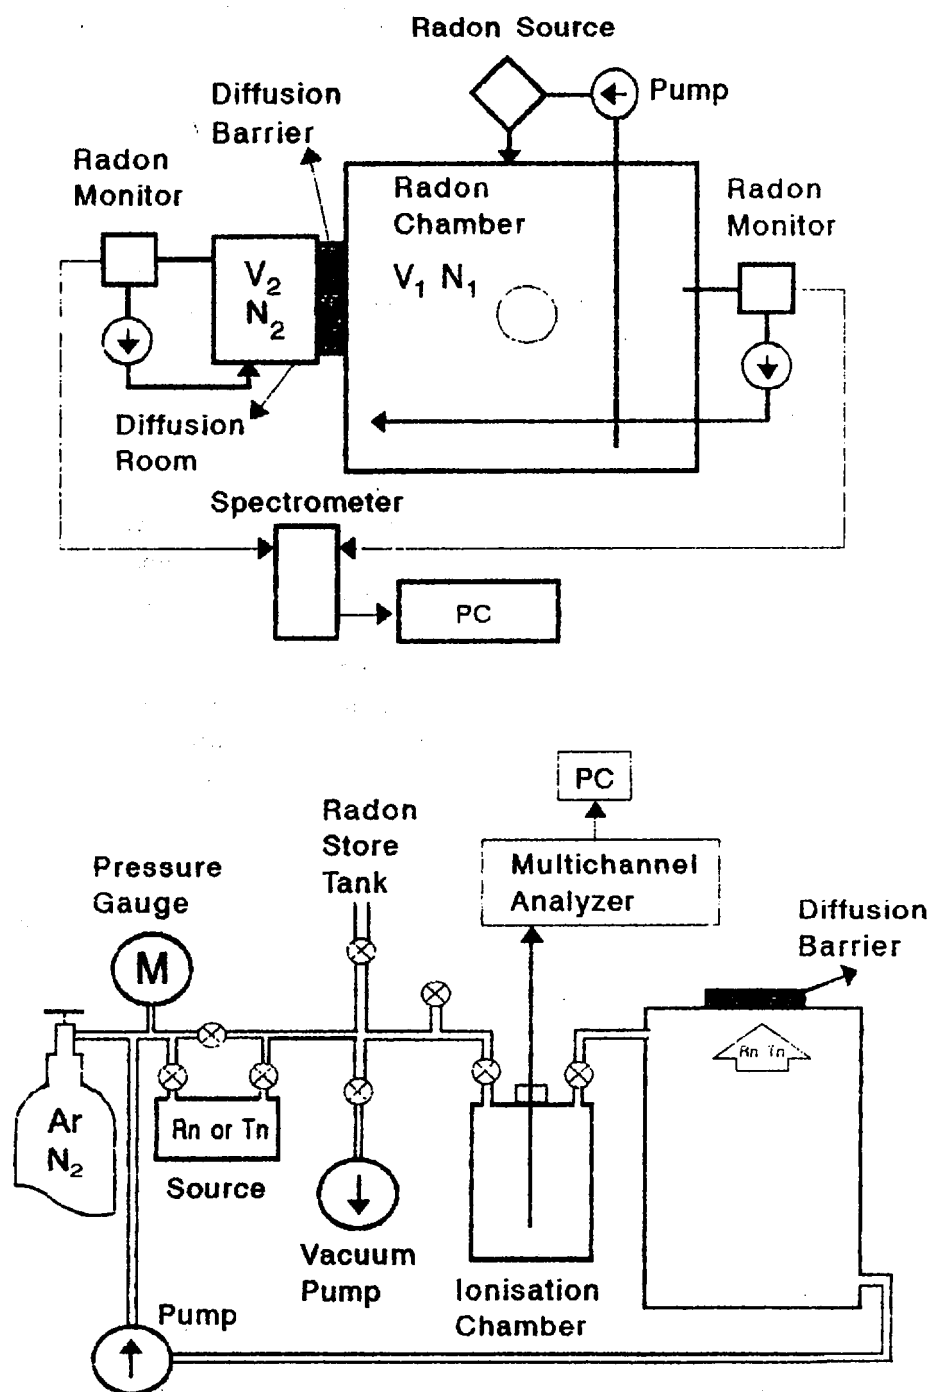 Radon Source
Pump
Diffusion
Barrier
Radon
Monitor
Radon
Chamber
V₁ N₁
Radon
Monitor
V₂
N₂
Diffusion
Room
Spectrometer
PC
PC
Radon
Store
Tank
Multichannel
Analyzer
Pressure
Gauge
Diffusion
Barrier
M
Rn Tn
Ar
N₂
Rn or Tn
Source
Vacuum
Pump
Ionisation
Chamber
Pump